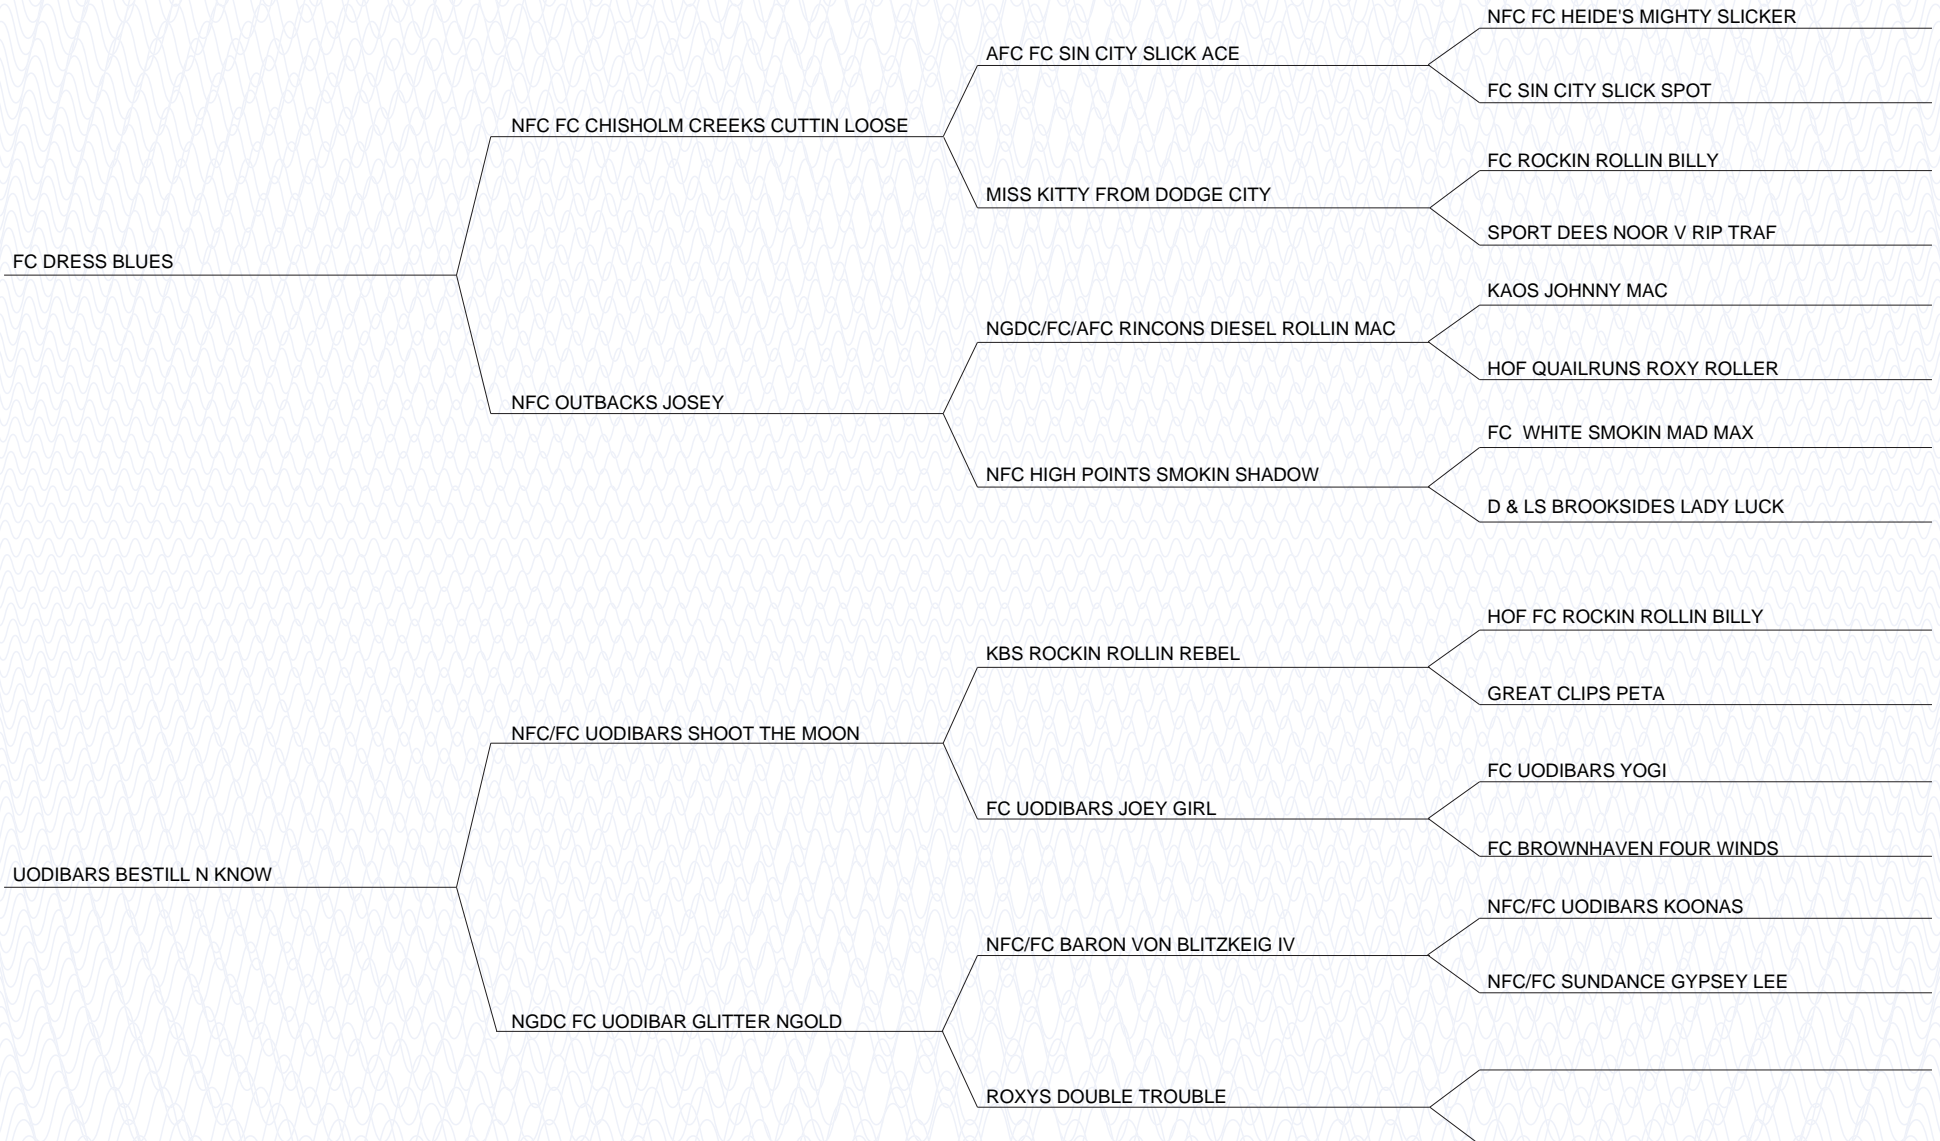 NFC FC HEIDE'S MIGHTY SLICKER
AFC FC SIN CITY SLICK ACE
FC SIN CITY SLICK SPOT
NFC FC CHISHOLM CREEKS CUTTIN LOOSE
FC ROCKIN ROLLIN BILLY
MISS KITTY FROM DODGE CITY
SPORT DEES NOOR V RIP TRAF
FC DRESS BLUES
KAOS JOHNNY MAC
NGDC/FC/AFC RINCONS DIESEL ROLLIN MAC
HOF QUAILRUNS ROXY ROLLER
NFC OUTBACKS JOSEY
FC  WHITE SMOKIN MAD MAX
NFC HIGH POINTS SMOKIN SHADOW
D & LS BROOKSIDES LADY LUCK
HOF FC ROCKIN ROLLIN BILLY
KBS ROCKIN ROLLIN REBEL
GREAT CLIPS PETA
NFC/FC UODIBARS SHOOT THE MOON
FC UODIBARS YOGI
FC UODIBARS JOEY GIRL
FC BROWNHAVEN FOUR WINDS
UODIBARS BESTILL N KNOW
NFC/FC UODIBARS KOONAS
NFC/FC BARON VON BLITZKEIG IV
NFC/FC SUNDANCE GYPSEY LEE
NGDC FC UODIBAR GLITTER NGOLD
ROXYS DOUBLE TROUBLE